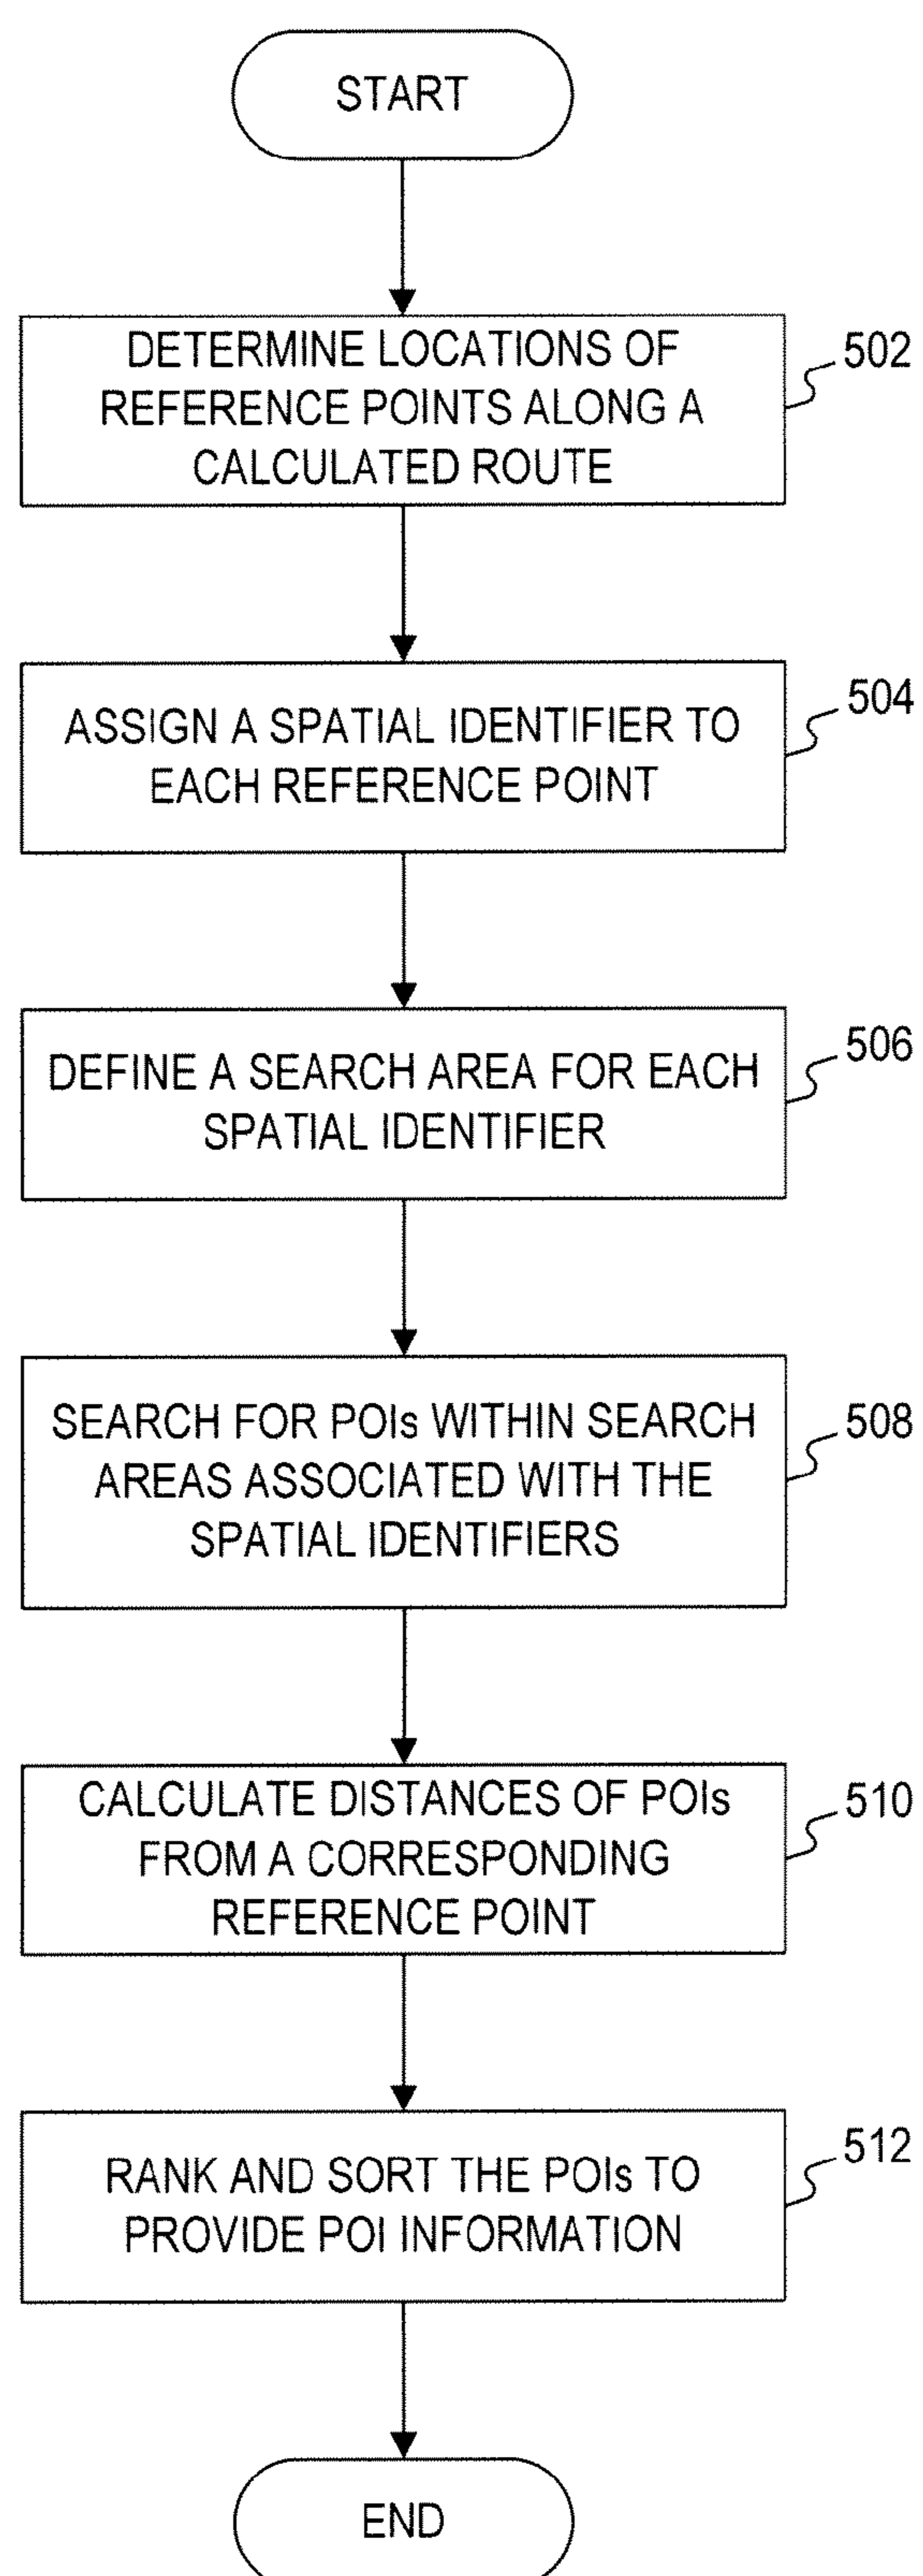 START
DETERMINE LOCATIONS OF
REFERENCE POINTS ALONG A
CALCULATED ROUTE
502
ASSIGN A SPATIAL IDENTIFIER TO
EACH REFERENCE POINT
504
DEFINE A SEARCH AREA FOR EACH
SPATIAL IDENTIFIER
506
SEARCH FOR POIs WITHIN SEARCH
AREAS ASSOCIATED WITH THE
SPATIAL IDENTIFIERS
508
CALCULATE DISTANCES OF POIs
FROM A CORRESPONDING
REFERENCE POINT
510
RANK AND SORT THE POIs TO
PROVIDE POI INFORMATION
512
END